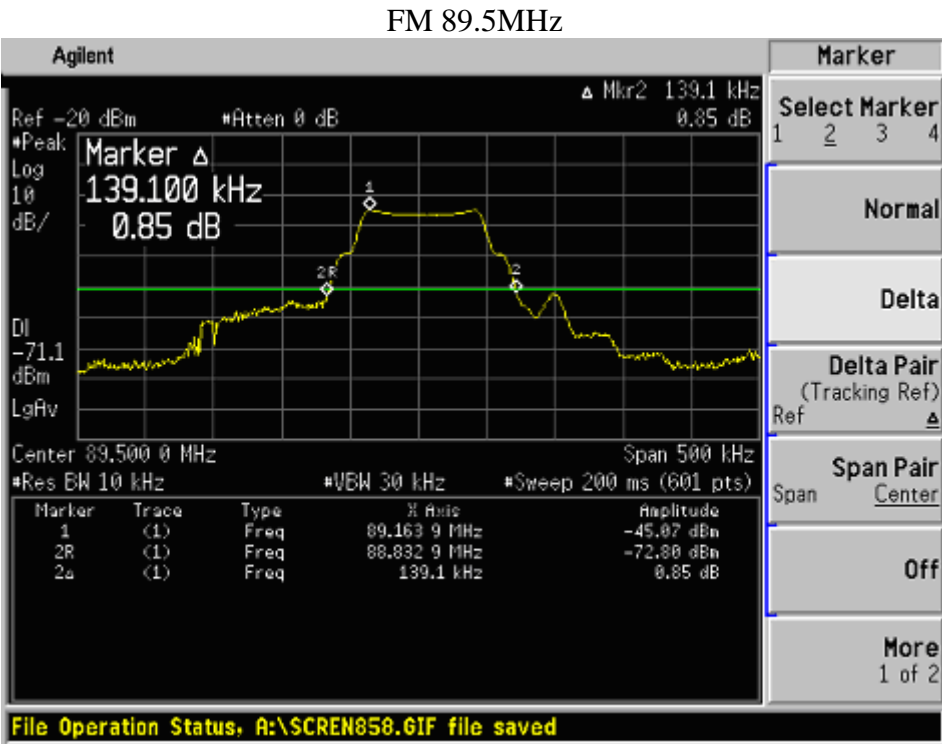 FM 89.5MHz
Agilent
Marker
Δ Mkr2 139.1 kHz
Ref -20 dBm #Atten 0 dB 0.85 dB
#Peak
Log
10
dB/
Marker Δ
139.100 kHz
0.85 dB
1
2R
2
DI
-71.1
dBm
LgAv
Center 89.500 0 MHz Span 500 kHz
#Res BW 10 kHz #VBW 30 kHz #Sweep 200 ms (601 pts)
Marker Trace Type X Axis Amplitude
1 (1) Freq 89.163 9 MHz -45.07 dBm
2R (1) Freq 88.832 9 MHz -72.80 dBm
2Δ (1) Freq 139.1 kHz 0.85 dB
Select Marker
1 2 3 4
Normal
Delta
Delta Pair
(Tracking Ref)
Ref Δ
Span Pair
Span Center
Off
More
1 of 2
File Operation Status, A:\SCREN858.GIF file saved